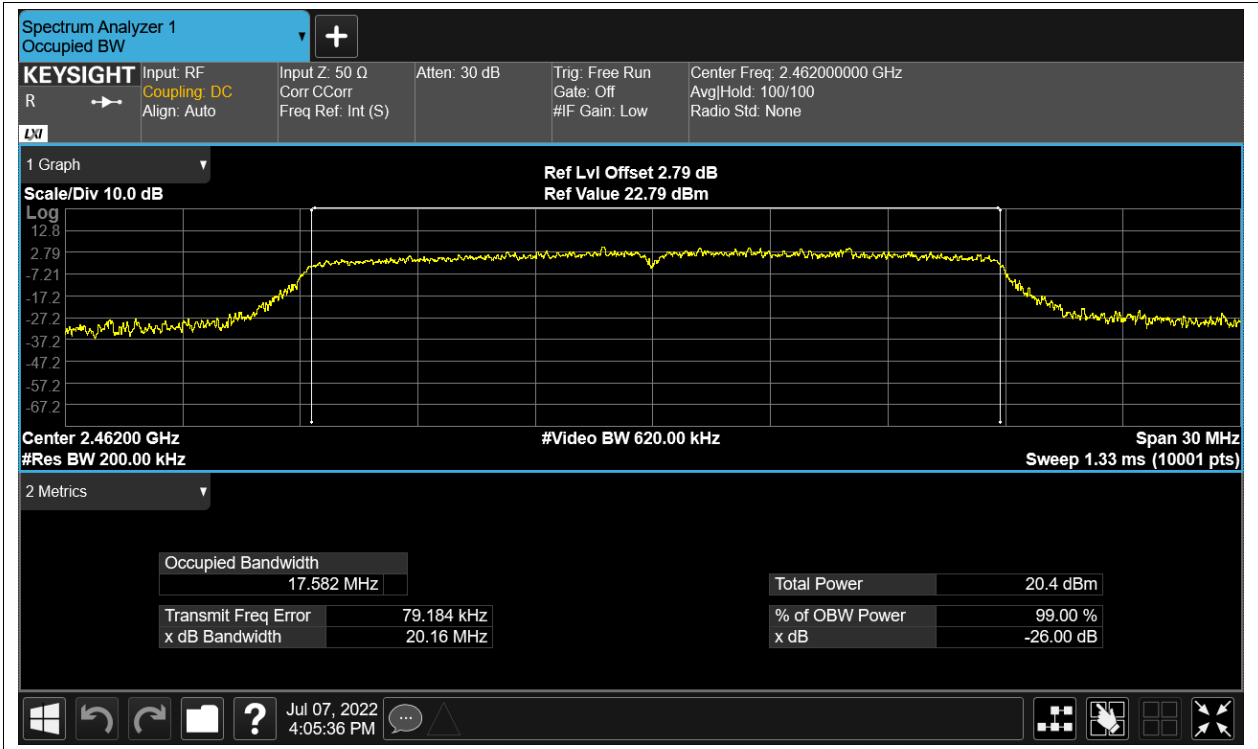 Spectrum Analyzer 1
Occupied BW
+
KEYSIGHT
R
LXI
Input: RF
Coupling: DC
Align: Auto
Input Z: 50 Ω
Corr CCorr
Freq Ref: Int (S)
Atten: 30 dB
Trig: Free Run
Gate: Off
#IF Gain: Low
Center Freq: 2.462000000 GHz
Avg|Hold: 100/100
Radio Std: None
1 Graph
Scale/Div 10.0 dB
Ref Lvl Offset 2.79 dB
Ref Value 22.79 dBm
Log
12.8
2.79
-7.21
-17.2
-27.2
-37.2
-47.2
-57.2
-67.2
Center 2.46200 GHz
#Video BW 620.00 kHz
Span 30 MHz
#Res BW 200.00 kHz
Sweep 1.33 ms (10001 pts)
2 Metrics
Occupied Bandwidth
17.582 MHz
Transmit Freq Error 79.184 kHz
x dB Bandwidth 20.16 MHz
Total Power 20.4 dBm
% of OBW Power 99.00 %
x dB -26.00 dB
?
Jul 07, 2022
4:05:36 PM